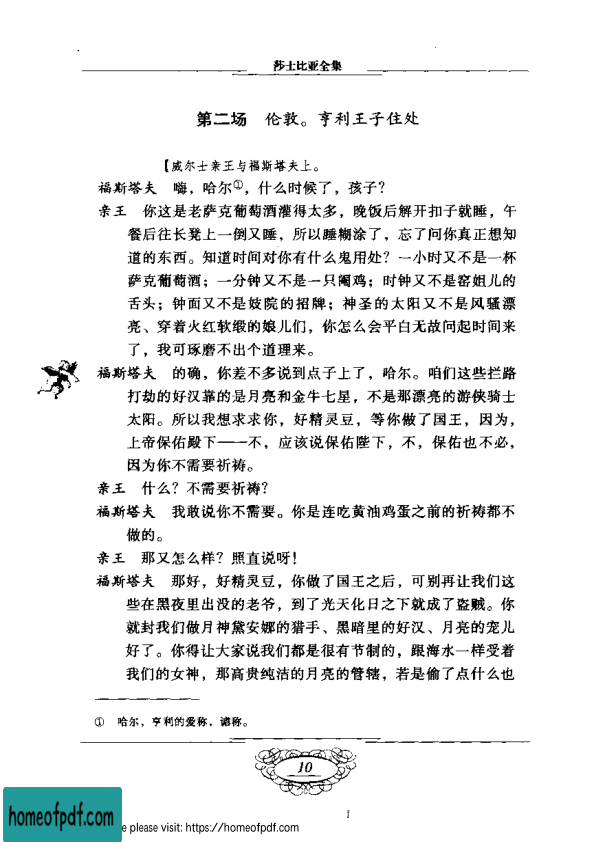 莎士比亚全集
第二场 伦敦。亨利王子住处
【威尔士亲王与福斯塔夫上。
福斯塔夫 嗨，哈尔①，什么时候了，孩子？
亲王 你这是老萨克葡萄酒灌得太多，晚饭后解开扣子就睡，午
餐后往长凳上一倒又睡，所以睡糊涂了，忘了问你真正想知
道的东西。知道时间对你有什么鬼用处？一小时又不是一杯
萨克葡萄酒；一分钟又不是一只阉鸡；时钟又不是窑姐儿的
舌头；钟面又不是妓院的招牌；神圣的太阳又不是风骚漂
亮、穿着火红软缎的娘儿们，你怎么会平白无故问起时间来
了，我可琢磨不出个道理来。
福斯塔夫 的确，你差不多说到点子上了，哈尔。咱们这些拦路
打劫的好汉靠的是月亮和金牛七星，不是那漂亮的游侠骑士
太阳。所以我想求求你，好精灵豆，等你做了国王，因为，
上帝保佑殿下——不，应该说保佑陛下，不，保佑也不必，
因为你不需要祈祷。
亲王 什么？不需要祈祷？
福斯塔夫 我敢说你不需要。你是连吃黄油鸡蛋之前的祈祷都不
做的。
亲王 那又怎么样？照直说呀！
福斯塔夫 那好，好精灵豆，你做了国王之后，可别再让我们这
些在黑夜里出没的老爷，到了光天化日之下就成了盗贼。你
就封我们做月神黛安娜的猎手、黑暗里的好汉、月亮的宠儿
好了。你得让大家说我们都是很有节制的，跟海水一样受着
我们的女神，那高贵纯洁的月亮的管辖，若是偷了点什么也
① 哈尔，亨利的爱称，谑称。
10
homeofpdf.com
e please visit: https://homeofpdf.com